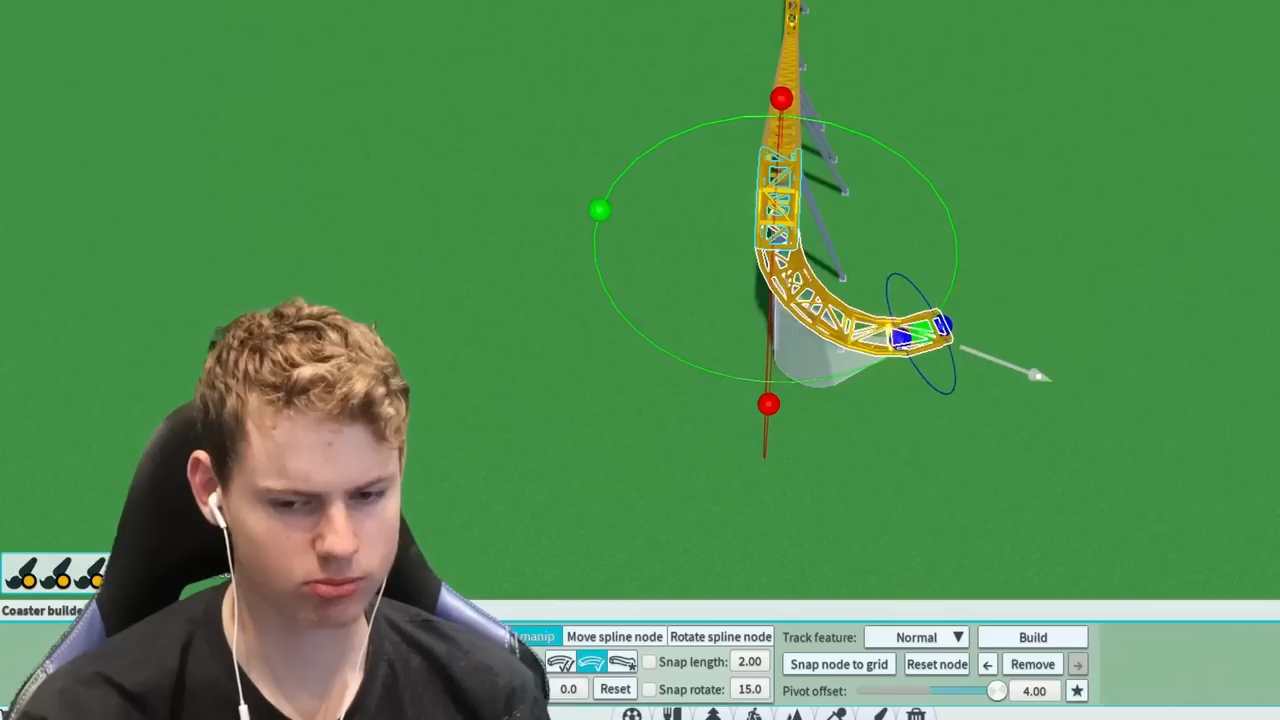 Coaster builde
manip Move spline node Rotate spline node Track feature: Normal Build
Snap length: 2.00 Snap node to grid Reset node Remove
0.0 Reset Snap rotate: 15.0 Pivot offset: 4.00